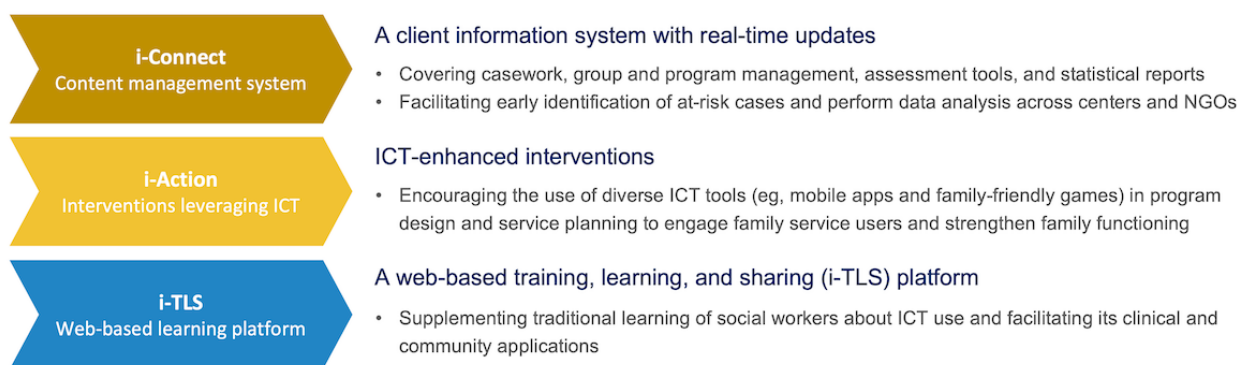 i-Connect
Content management system
A client information system with real-time updates
• Covering casework, group and program management, assessment tools, and statistical reports
• Facilitating early identification of at-risk cases and perform data analysis across centers and NGOs
i-Action
Interventions leveraging ICT
ICT-enhanced interventions
• Encouraging the use of diverse ICT tools (eg, mobile apps and family-friendly games) in program
design and service planning to engage family service users and strengthen family functioning
i-TLS
Web-based learning platform
A web-based training, learning, and sharing (i-TLS) platform
• Supplementing traditional learning of social workers about ICT use and facilitating its clinical and
community applications